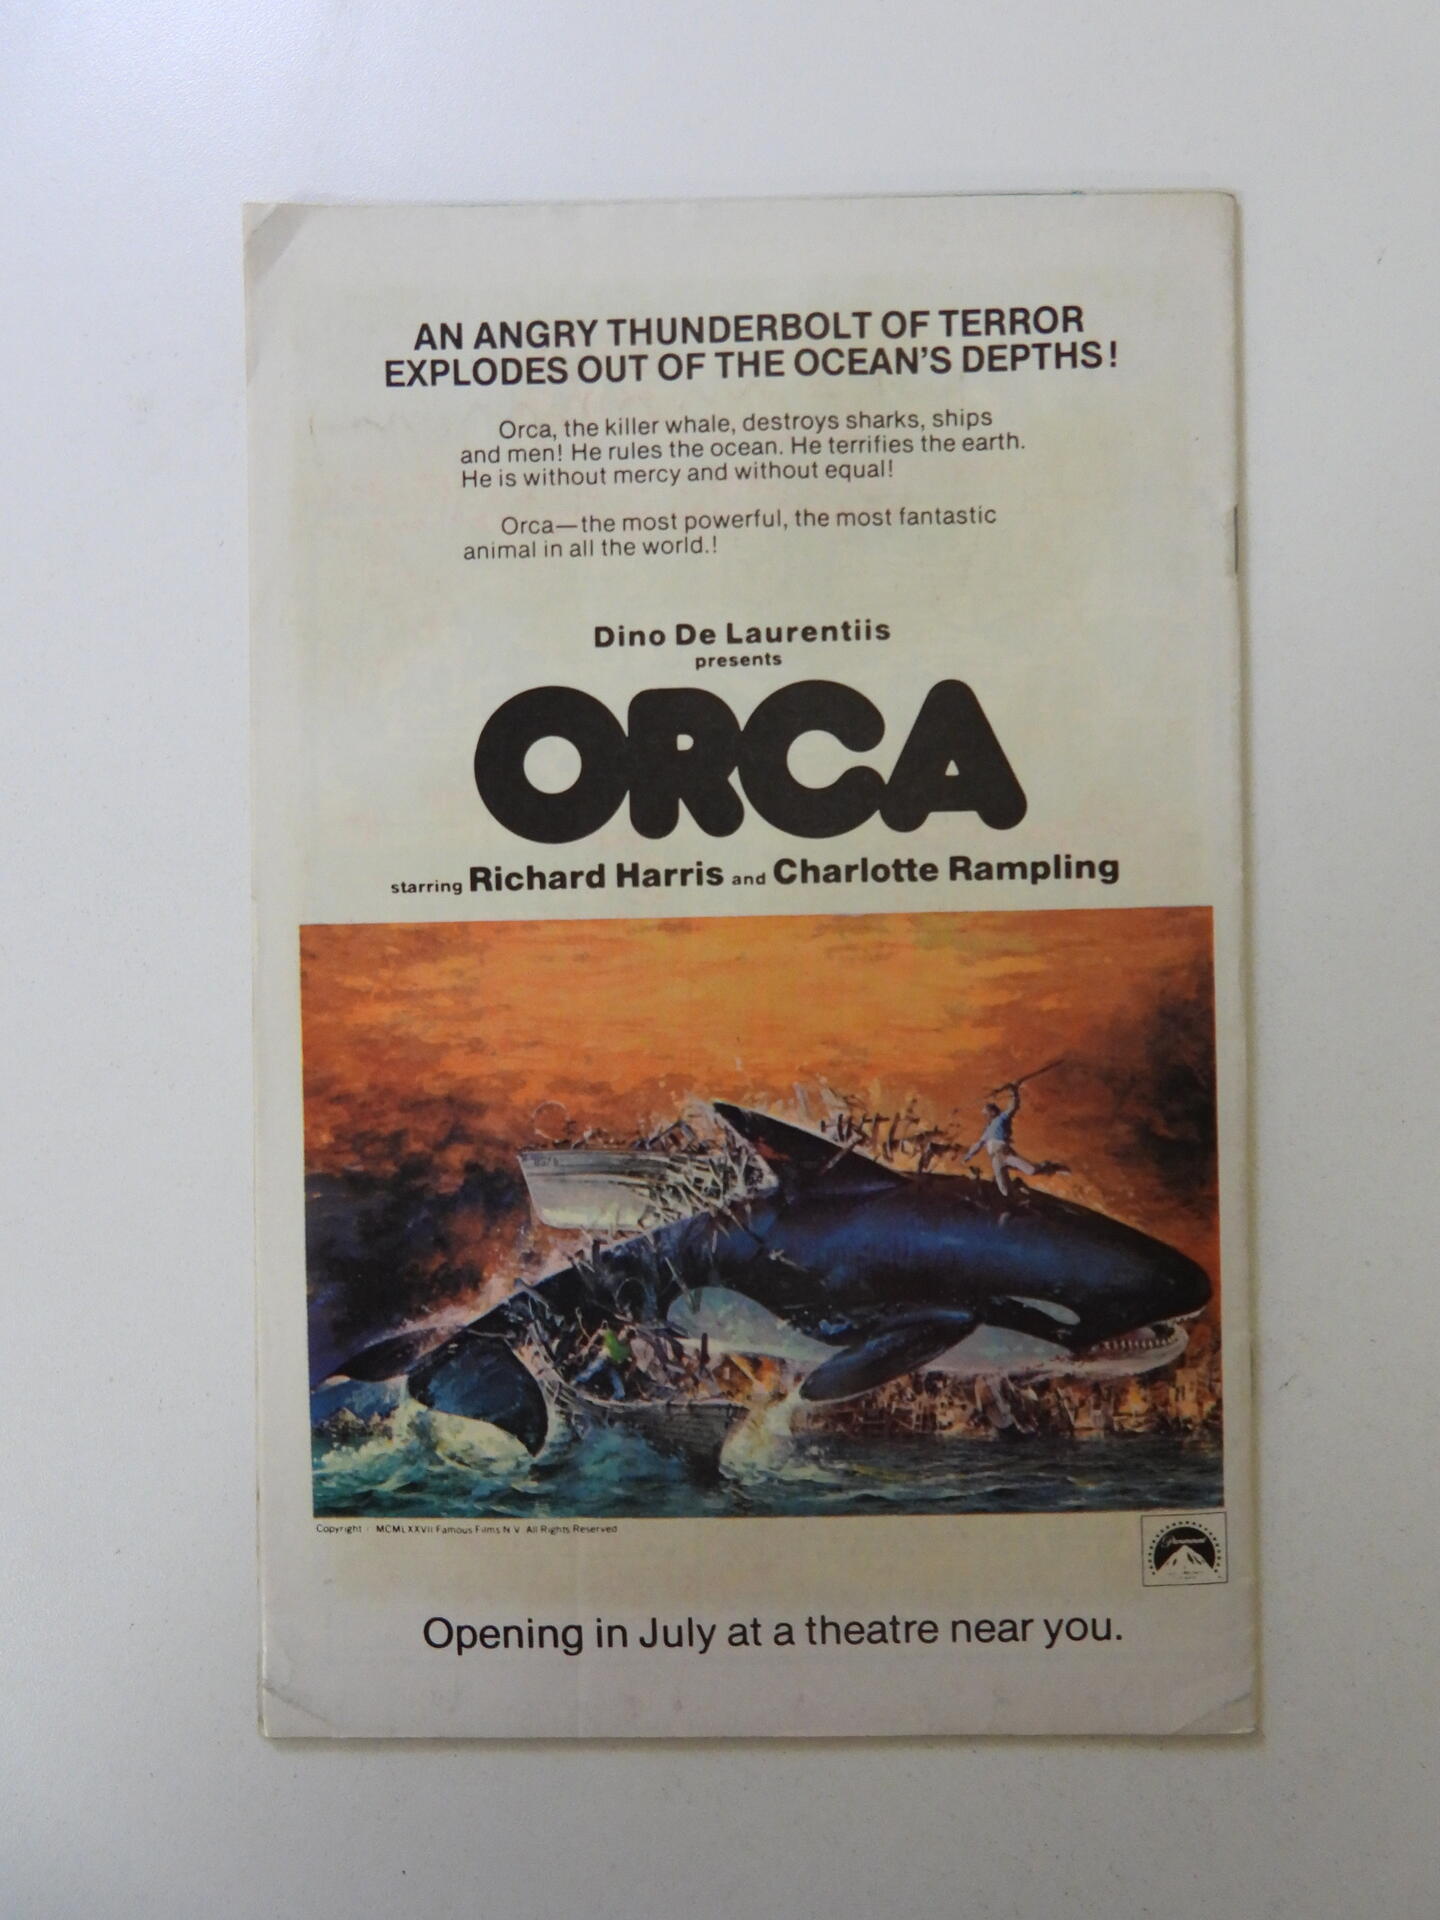 AN ANGRY THUNDERBOLT OF TERROR
EXPLODES OUT OF THE OCEAN'S DEPTHS!
Orca, the killer whale, destroys sharks, ships
and men! He rules the ocean. He terrifies the earth.
He is without mercy and without equal!
Orca—the most powerful, the most fantastic
animal in all the world.!
Dino De Laurentiis
presents
ORCA
starring Richard Harris and Charlotte Rampling
Copyright MCMLXXVII Famous Films N.V. All Rights Reserved
Paramount
Opening in July at a theatre near you.